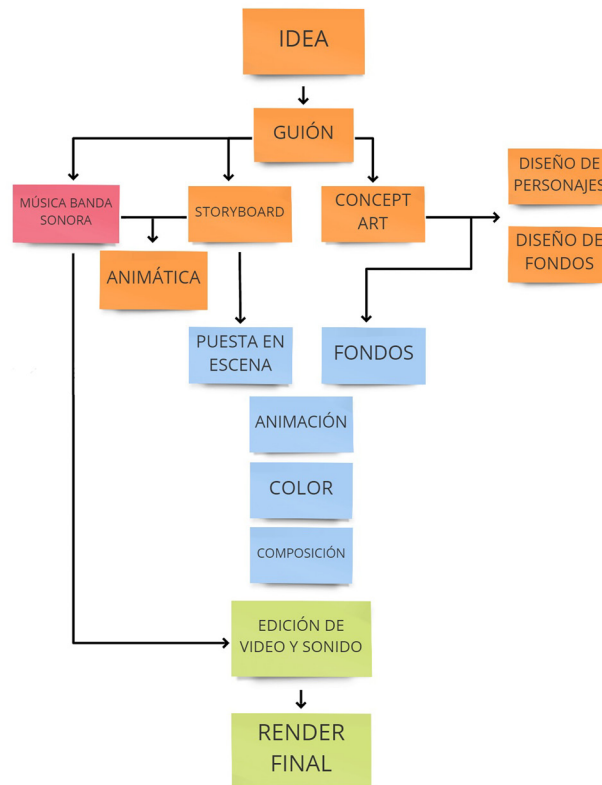 IDEA
GUIÓN
MÚSICA BANDA
SONORA
STORYBOARD
CONCEPT
ART
DISEÑO DE
PERSONAJES
DISEÑO DE
FONDOS
ANIMÁTICA
PUESTA EN
ESCENA
FONDOS
ANIMACIÓN
COLOR
COMPOSICIÓN
EDICIÓN DE
VIDEO Y SONIDO
RENDER
FINAL